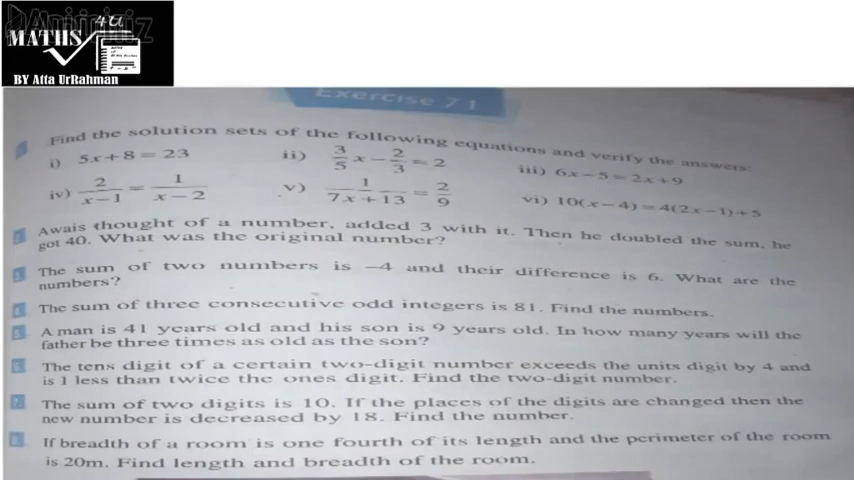 4U
MATHS
BY Atta UrRahman
Exercise 7.1
Find the solution sets of the following equations and verify the answers:
i) 5x+8 = 23
ii) 3/5 x − 2/3 = 2
iii) 6x − 5 = 2x + 9
iv) 2/(x−1) = 1/(x−2)
v) 1/(7x+13) = 2/9
vi) 10(x−4) = 4(2x−1)+5
2 Awais thought of a number, added 3 with it. Then he doubled the sum, he
got 40. What was the original number?
3 The sum of two numbers is −4 and their difference is 6. What are the
numbers?
4 The sum of three consecutive odd integers is 81. Find the numbers.
5 A man is 41 years old and his son is 9 years old. In how many years will the
father be three times as old as the son?
6 The tens digit of a certain two-digit number exceeds the units digit by 4 and
is 1 less than twice the ones digit. Find the two-digit number.
7 The sum of two digits is 10. If the places of the digits are changed then the
new number is decreased by 18. Find the number.
8 If breadth of a room is one fourth of its length and the perimeter of the room
is 20m. Find length and breadth of the room.